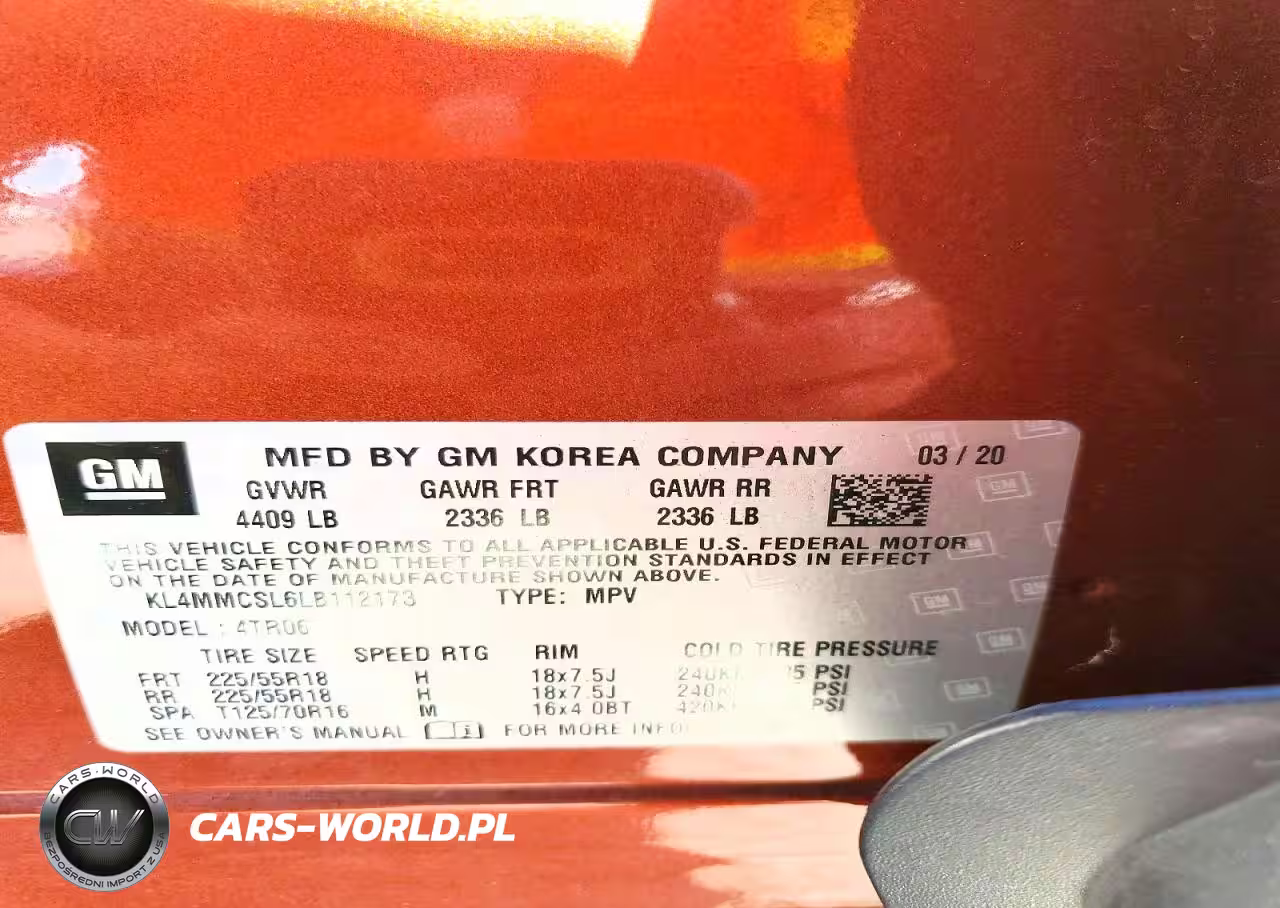 GM
MFD BY GM KOREA COMPANY 03 / 20
GVWR GAWR FRT GAWR RR
4409 LB 2336 LB 2336 LB
THIS VEHICLE CONFORMS TO ALL APPLICABLE U.S. FEDERAL MOTOR
VEHICLE SAFETY AND THEFT PREVENTION STANDARDS IN EFFECT
ON THE DATE OF MANUFACTURE SHOWN ABOVE.
KL4MMCSL6LB112173 TYPE: MPV
MODEL : 4TR06
TIRE SIZE SPEED RTG RIM COLD TIRE PRESSURE
FRT 225/55R18 H 18x7.5J PSI
RR 225/55R18 H 18x7.5J PSI
SPA T125/70R16 M 16x4.0BT PSI
SEE OWNER'S MANUAL FOR MORE
CARS-WORLD
CW
BEZPOŚREDNI IMPORT Z USA
CARS-WORLD.PL